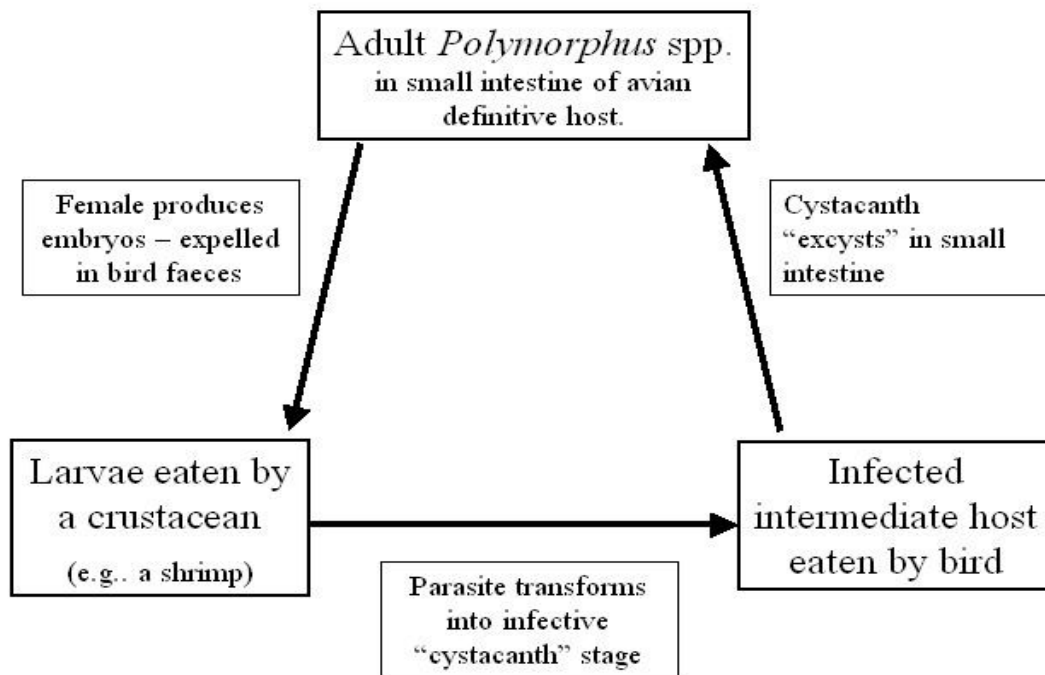 Adult Polymorphus spp.
in small intestine of avian
definitive host.
Female produces
embryos – expelled
in bird faeces
Cystacanth
“excysts” in small
intestine
Larvae eaten by
a crustacean
(e.g.. a shrimp)
Infected
intermediate host
eaten by bird
Parasite transforms
into infective
“cystacanth” stage